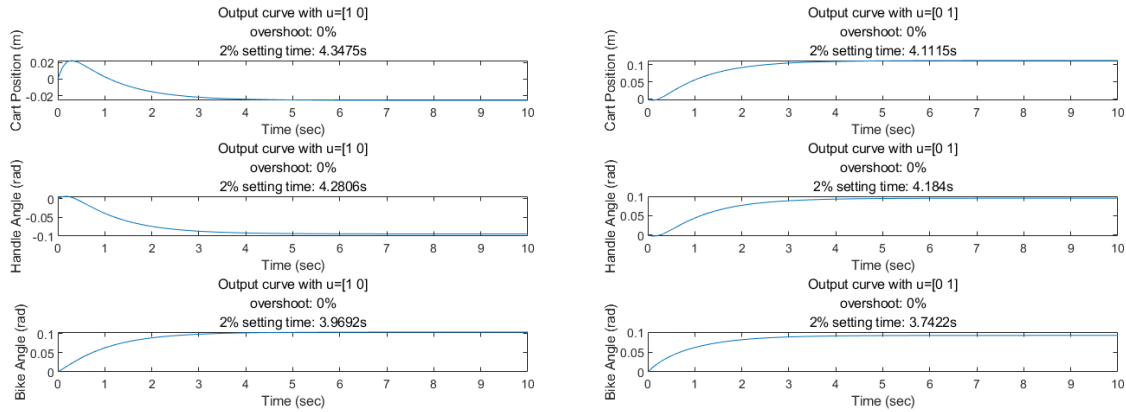 Output curve with u=[1 0]
overshoot: 0%
2% setting time: 4.3475s
Cart Position (m)
0.02
0
-0.02
0 1 2 3 4 5 6 7 8 9 10
Time (sec)
Output curve with u=[1 0]
overshoot: 0%
2% setting time: 4.2806s
Handle Angle (rad)
0
-0.05
-0.1
0 1 2 3 4 5 6 7 8 9 10
Time (sec)
Output curve with u=[1 0]
overshoot: 0%
2% setting time: 3.9692s
Bike Angle (rad)
0.1
0.05
0
0 1 2 3 4 5 6 7 8 9 10
Time (sec)
Output curve with u=[0 1]
overshoot: 0%
2% setting time: 4.1115s
Cart Position (m)
0.1
0.05
0
0 1 2 3 4 5 6 7 8 9 10
Time (sec)
Output curve with u=[0 1]
overshoot: 0%
2% setting time: 4.184s
Handle Angle (rad)
0.1
0.05
0
0 1 2 3 4 5 6 7 8 9 10
Time (sec)
Output curve with u=[0 1]
overshoot: 0%
2% setting time: 3.7422s
Bike Angle (rad)
0.1
0.05
0
0 1 2 3 4 5 6 7 8 9 10
Time (sec)